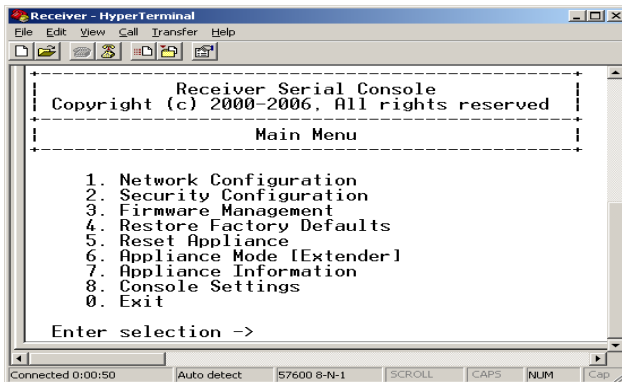 Receiver - HyperTerminal
File Edit View Call Transfer Help
Receiver Serial Console
Copyright (c) 2000-2006, All rights reserved
Main Menu
1. Network Configuration
2. Security Configuration
3. Firmware Management
4. Restore Factory Defaults
5. Reset Appliance
6. Appliance Mode [Extender]
7. Appliance Information
8. Console Settings
0. Exit
Enter selection ->
Connected 0:00:50 Auto detect 57600 8-N-1 SCROLL CAPS NUM Cap